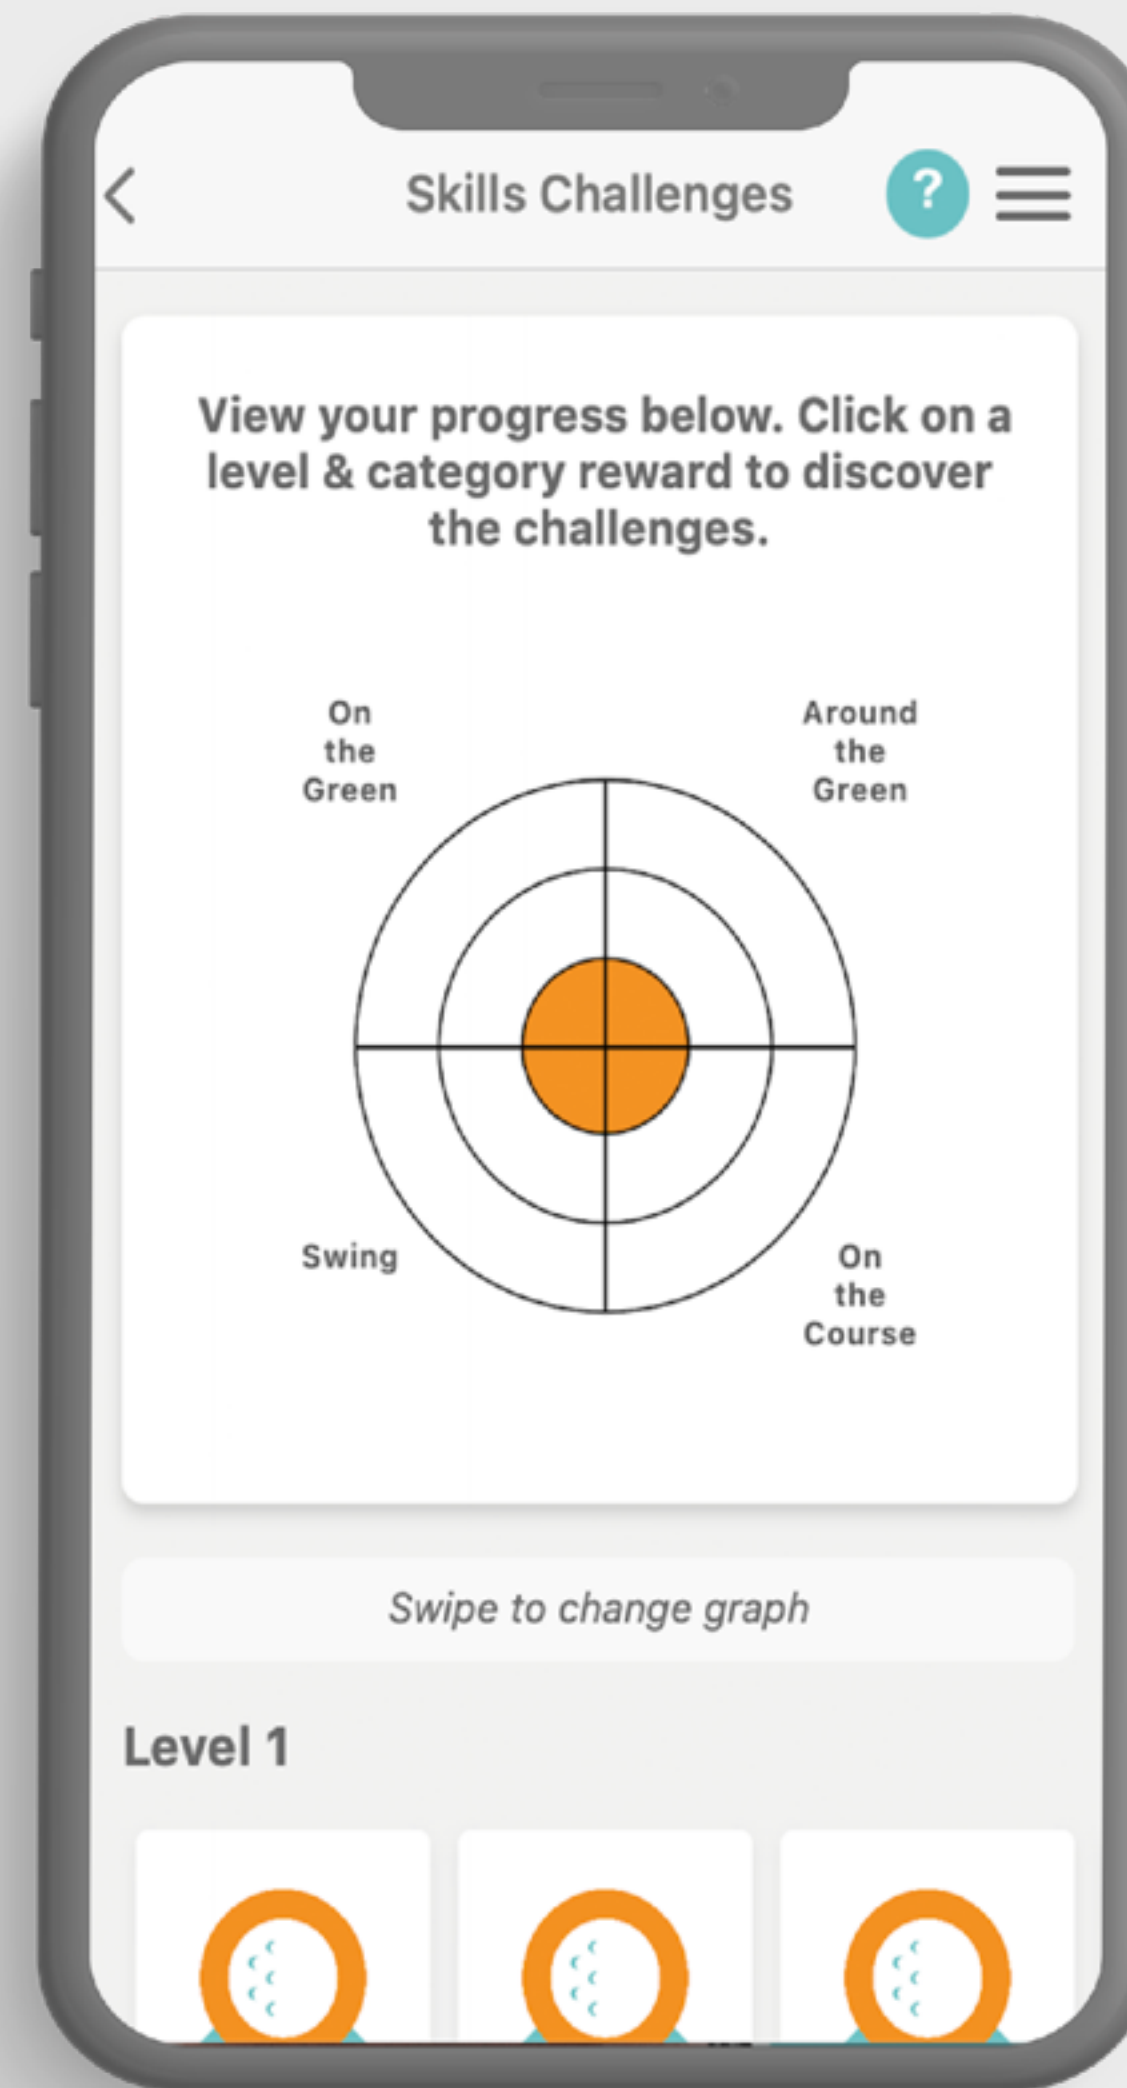 Skills Challenges
?
View your progress below. Click on a
level & category reward to discover
the challenges.
On
the
Green
Around
the
Green
Swing
On
the
Course
Swipe to change graph
Level 1